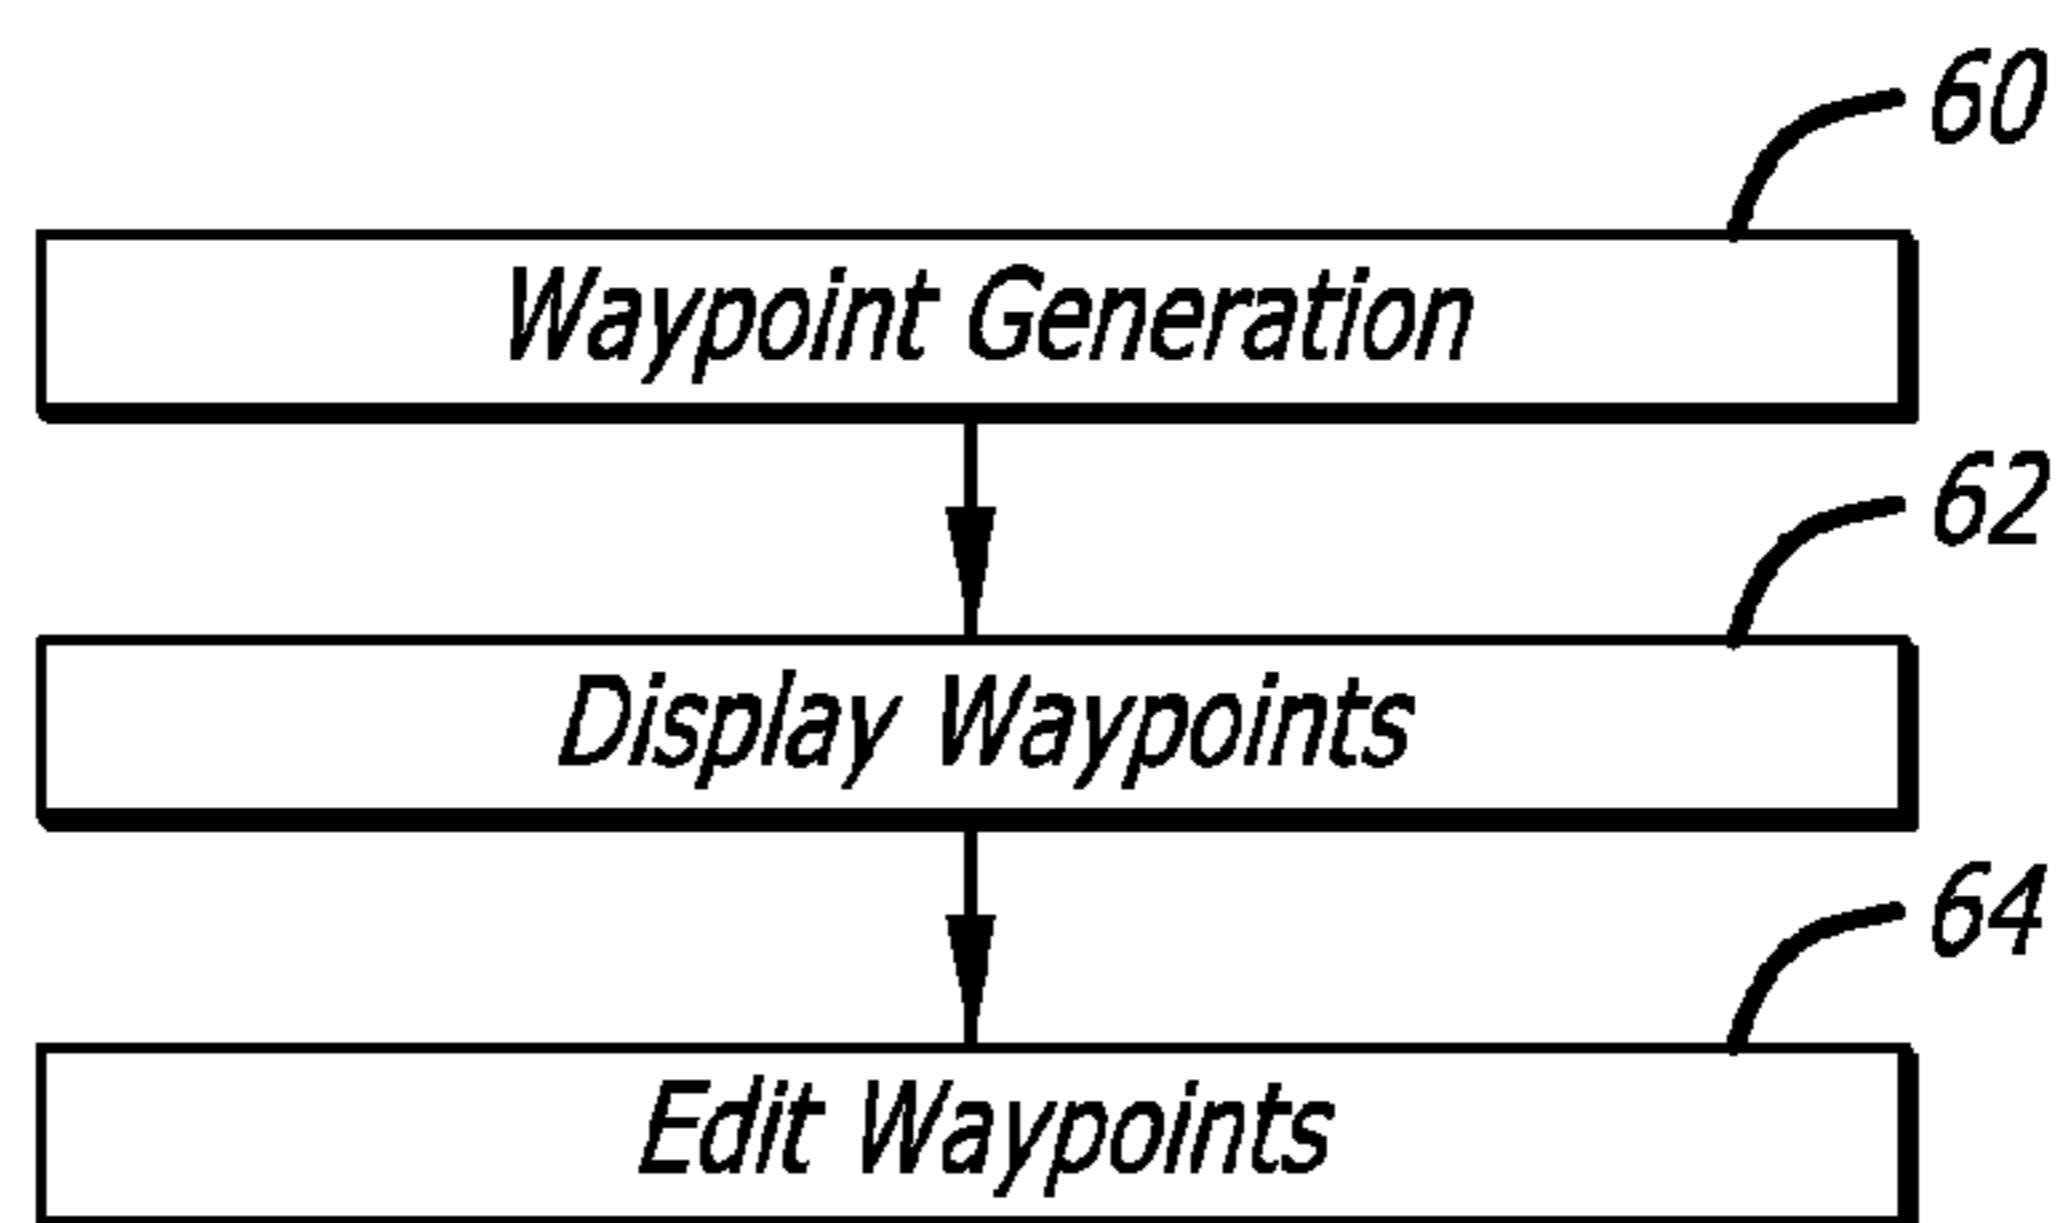 60
Waypoint Generation
62
Display Waypoints
64
Edit Waypoints